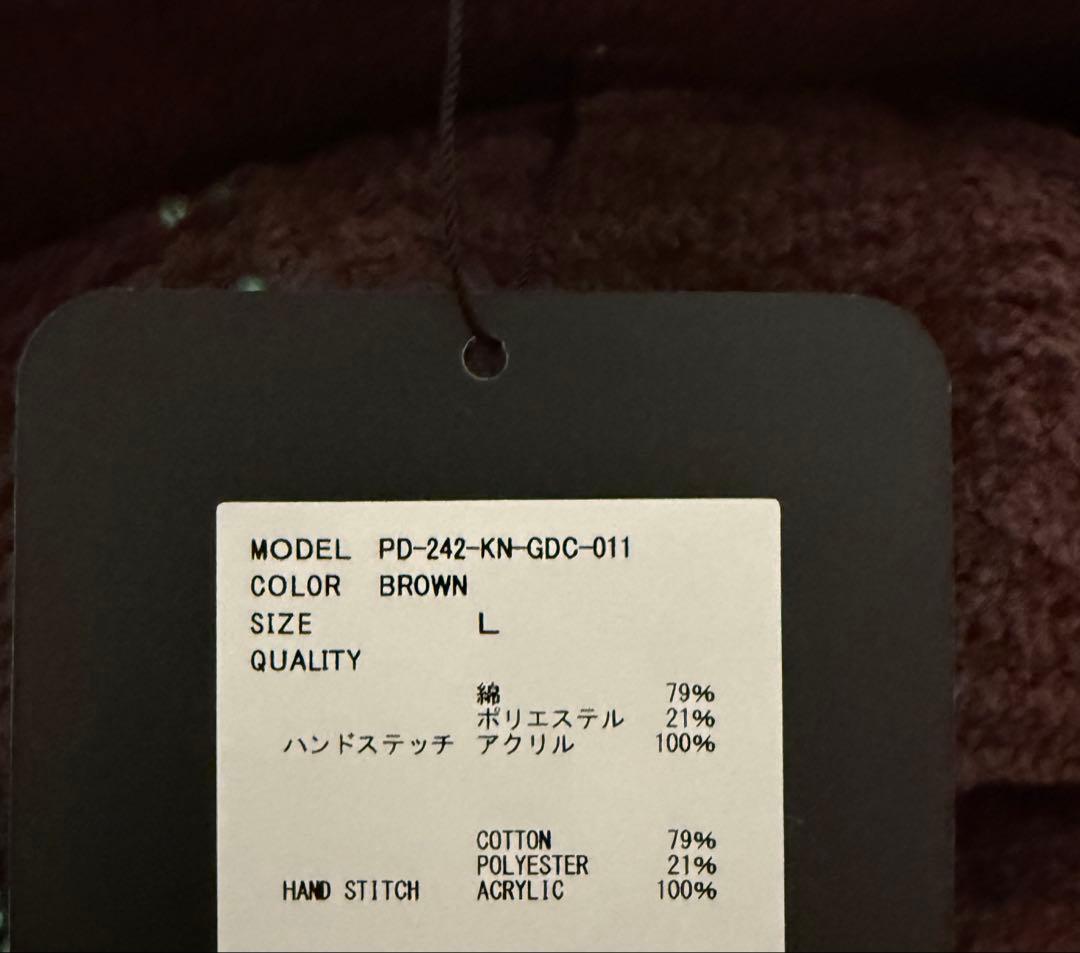 MODEL PD-242-KN-GDC-011
COLOR BROWN
SIZE L
QUALITY
綿 79%
ポリエステル 21%
ハンドステッチ アクリル 100%
COTTON 79%
POLYESTER 21%
HAND STITCH ACRYLIC 100%